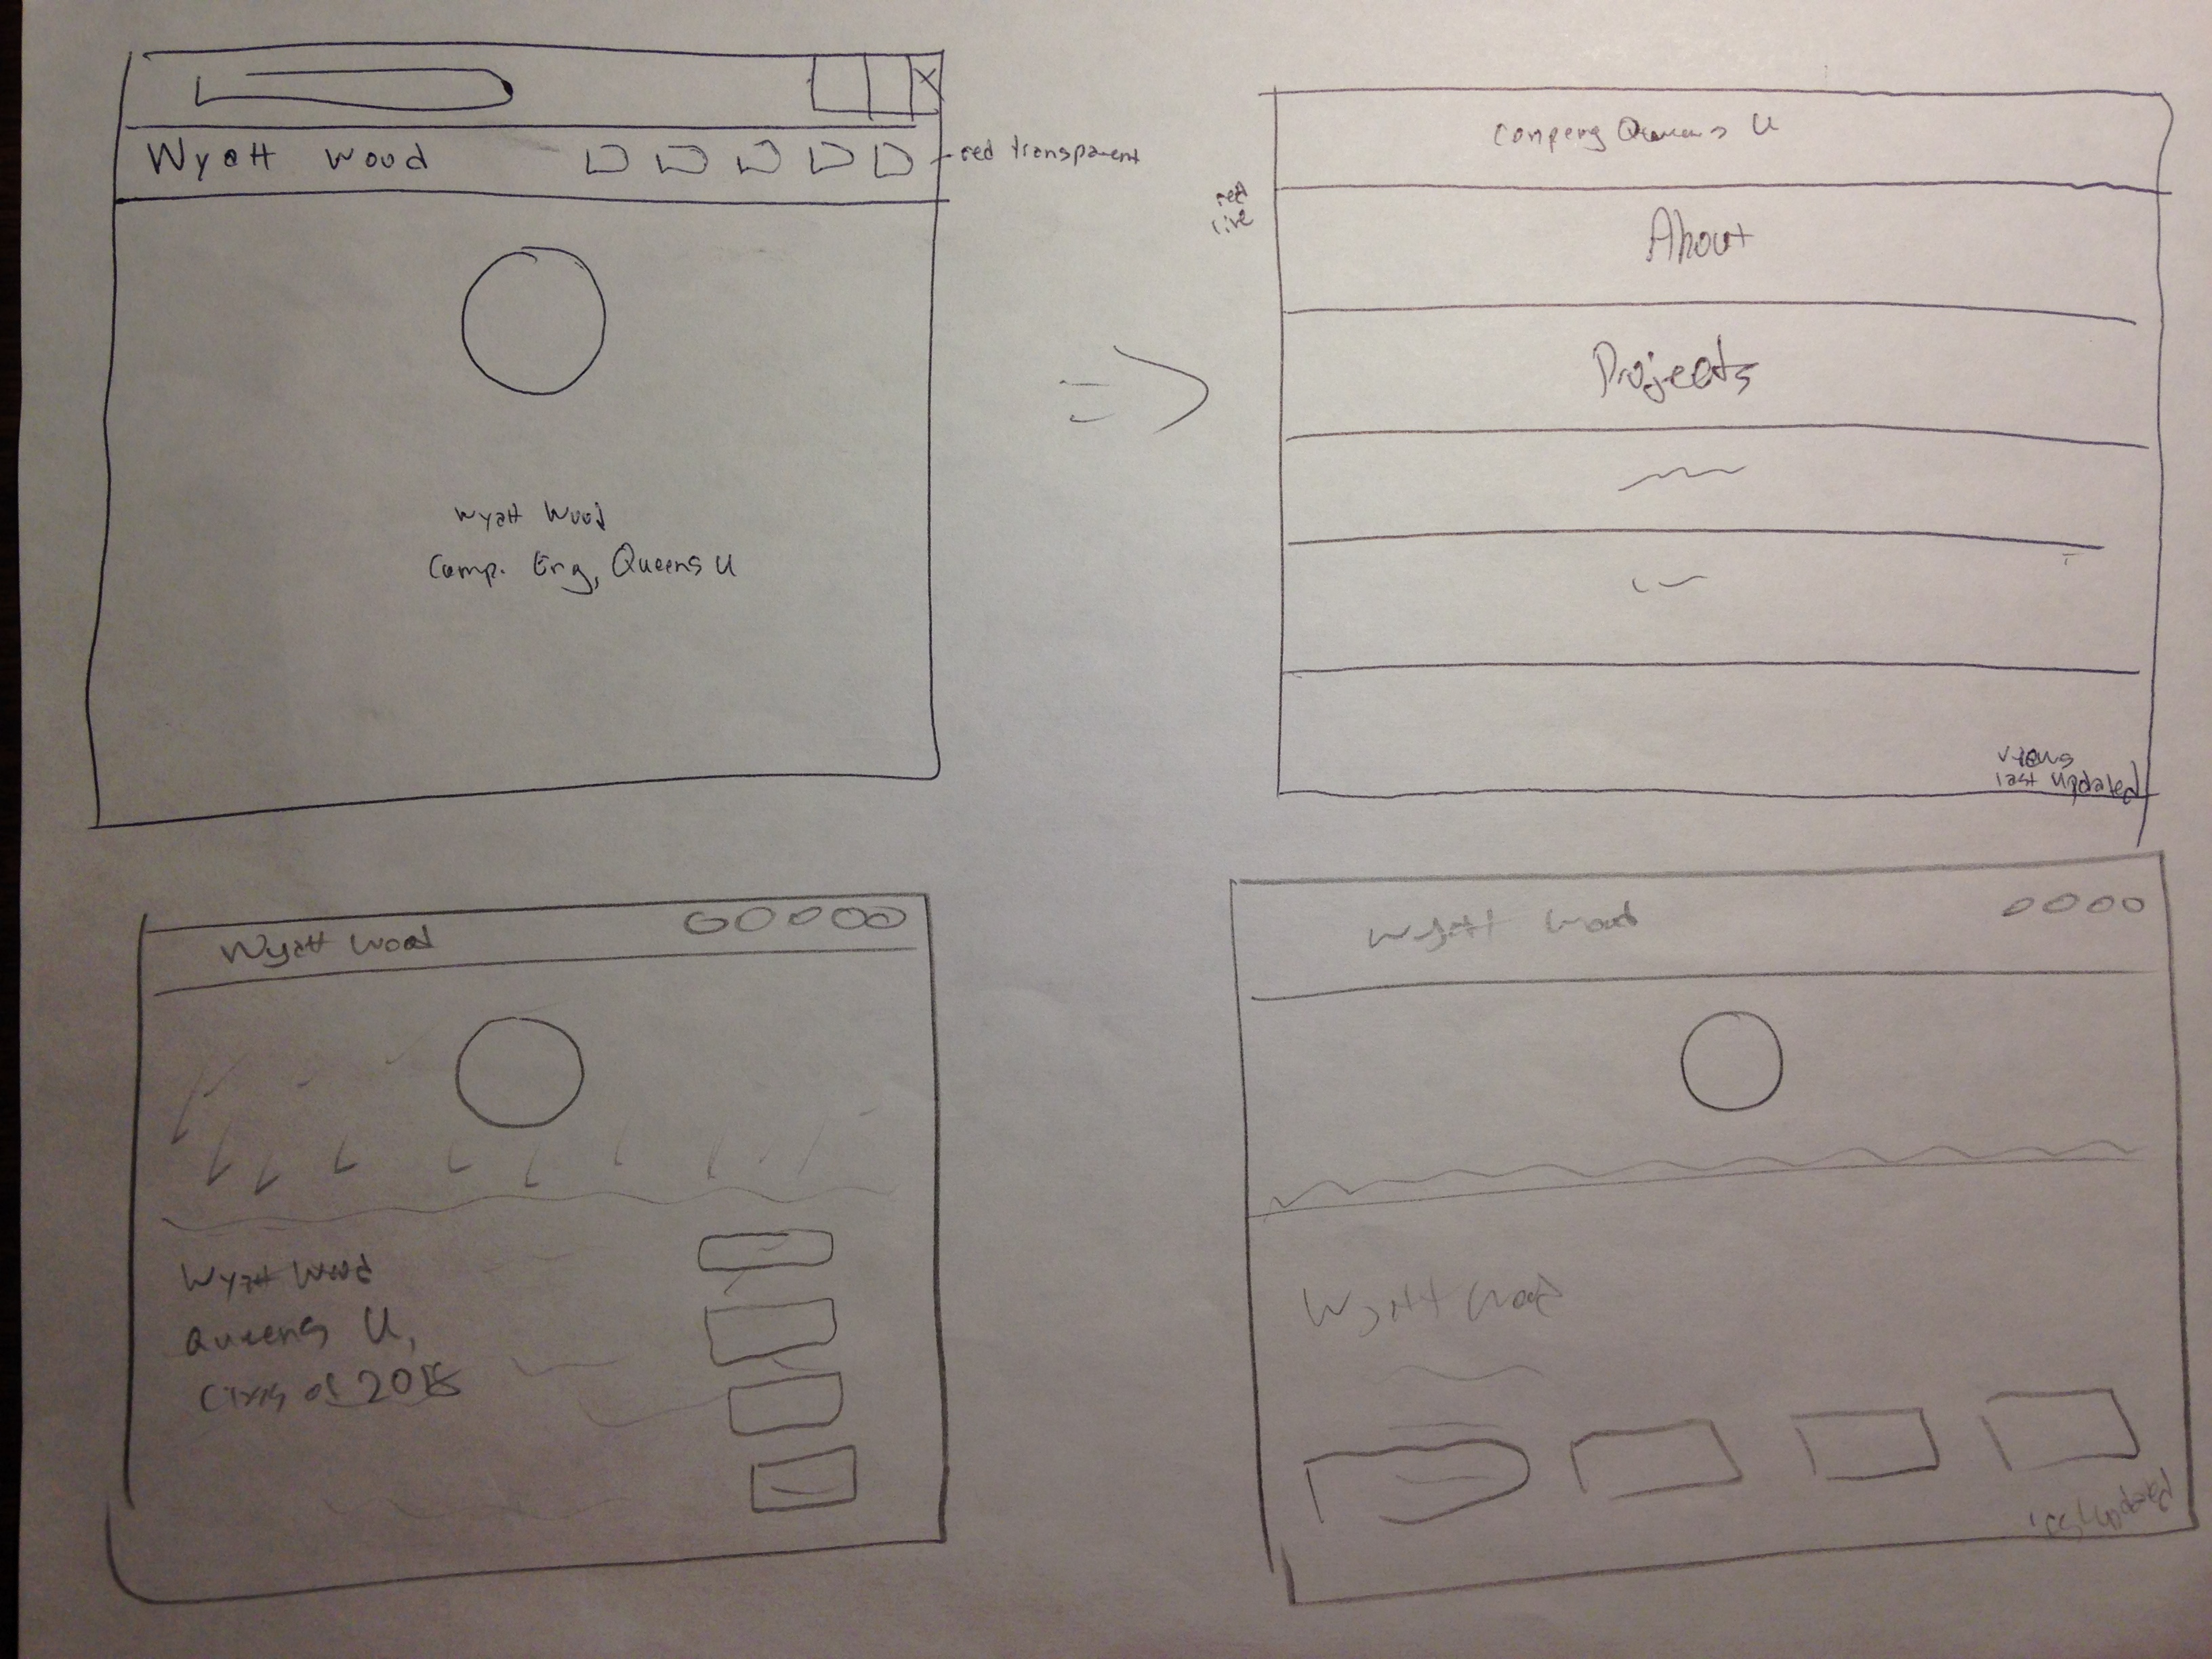 Wyatt Wood
red transparent
Wyatt Wood
Comp. Eng, Queens U
Compeng Queens U
red
About
Projects
views
last updated
Wyatt Wood
Wyatt Wood
Queens U,
Class of 2018
Wyatt Wood
Wyatt Wood
last updated